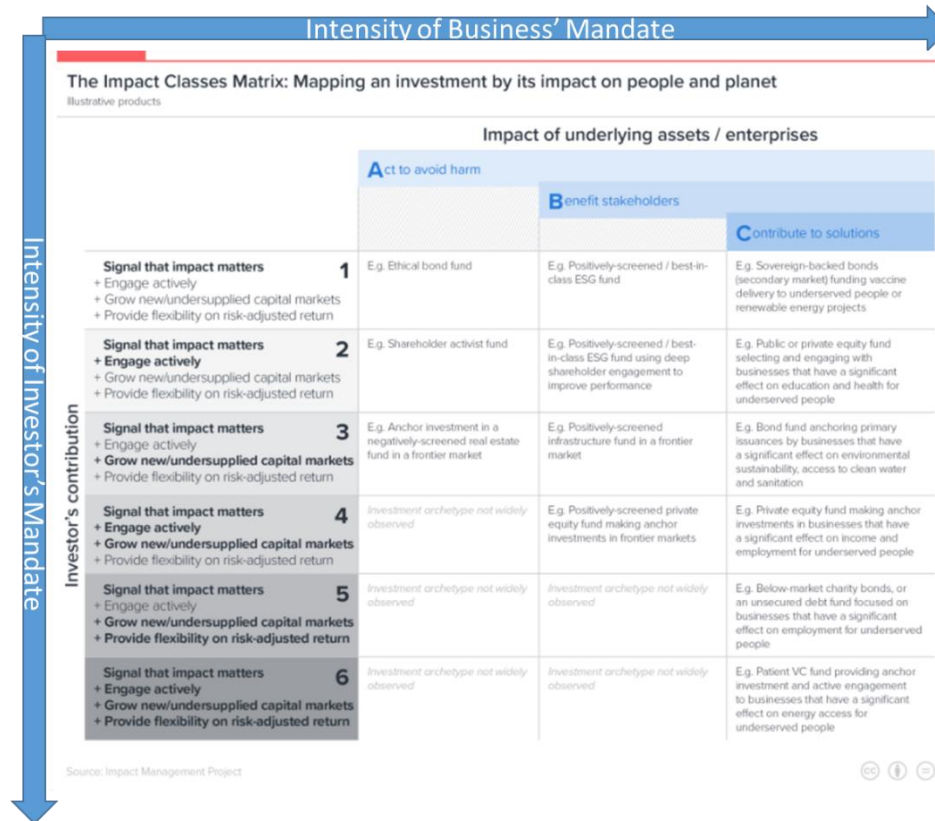 Intensity of Business' Mandate
The Impact Classes Matrix: Mapping an investment by its impact on people and planet
Illustrative products
Impact of underlying assets / enterprises
Act to avoid harm
Benefit stakeholders
Contribute to solutions
Intensity of Investor's Mandate
Investor's contribution
Signal that impact matters
+ Engage actively
+ Grow new/undersupplied capital markets
+ Provide flexibility on risk-adjusted return
1
E.g. Ethical bond fund
E.g. Positively-screened / best-in-
class ESG fund
E.g. Sovereign-backed bonds
(secondary market) funding vaccine
delivery to underserved people or
renewable energy projects
Signal that impact matters
+ Engage actively
+ Grow new/undersupplied capital markets
+ Provide flexibility on risk-adjusted return
2
E.g. Shareholder activist fund
E.g. Positively-screened / best-
in-class ESG fund using deep
shareholder engagement to
improve performance
E.g. Public or private equity fund
selecting and engaging with
businesses that have a significant
effect on education and health for
underserved people
Signal that impact matters
+ Engage actively
+ Grow new/undersupplied capital markets
+ Provide flexibility on risk-adjusted return
3
E.g. Anchor investment in a
negatively-screened real estate
fund in a frontier market
E.g. Positively-screened
infrastructure fund in a frontier
market
E.g. Bond fund anchoring primary
issuances by businesses that have
a significant effect on environmental
sustainability, access to clean water
and sanitation
Signal that impact matters
+ Engage actively
+ Grow new/undersupplied capital markets
+ Provide flexibility on risk-adjusted return
4
Investment archetype not widely
observed
E.g. Positively-screened private
equity fund making anchor
investments in frontier markets
E.g. Private equity fund making anchor
investments in businesses that have
a significant effect on income and
employment for underserved people
Signal that impact matters
+ Engage actively
+ Grow new/undersupplied capital markets
+ Provide flexibility on risk-adjusted return
5
Investment archetype not widely
observed
Investment archetype not widely
observed
E.g. Below-market charity bonds, or
an unsecured debt fund focused on
businesses that have a significant
effect on employment for underserved
people
Signal that impact matters
+ Engage actively
+ Grow new/undersupplied capital markets
+ Provide flexibility on risk-adjusted return
6
Investment archetype not widely
observed
Investment archetype not widely
observed
E.g. Patient VC fund providing anchor
investment and active engagement
to businesses that have a significant
effect on energy access for
underserved people
Source: Impact Management Project
cc